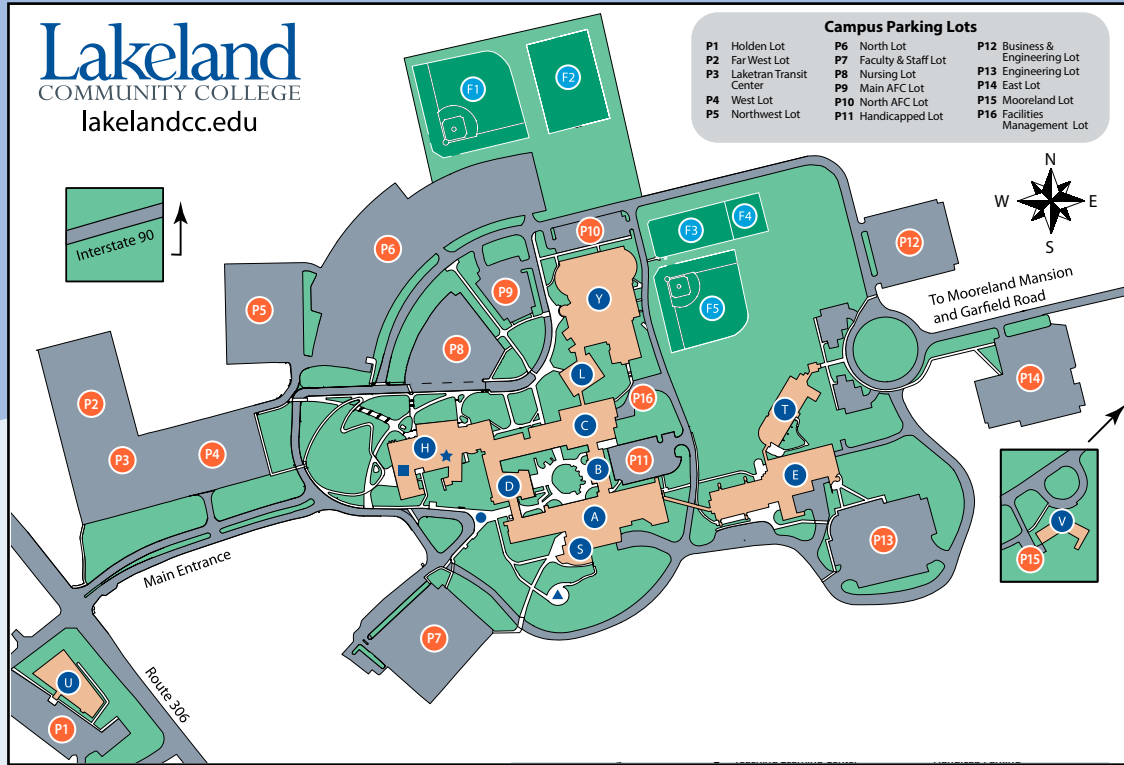 Lakeland
COMMUNITY COLLEGE
lakelandcc.edu
Campus Parking Lots
P1 Holden Lot
P2 Far West Lot
P3 Laketran Transit
Center
P4 West Lot
P5 Northwest Lot
P6 North Lot
P7 Faculty & Staff Lot
P8 Nursing Lot
P9 Main AFC Lot
P10 North AFC Lot
P11 Handicapped Lot
P12 Business &
Engineering Lot
P13 Engineering Lot
P14 East Lot
P15 Mooreland Lot
P16 Facilities
Management Lot
N
W E
S
Interstate 90
F1
F2
F3
F4
F5
P10
P12
P6
P9
P5
P8
Y
To Mooreland Mansion
and Garfield Road
P14
L
P16
P2
P3
P4
H
C
T
D
B
P11
E
A
S
P13
V
P15
Main Entrance
P7
U
P1
Route 306